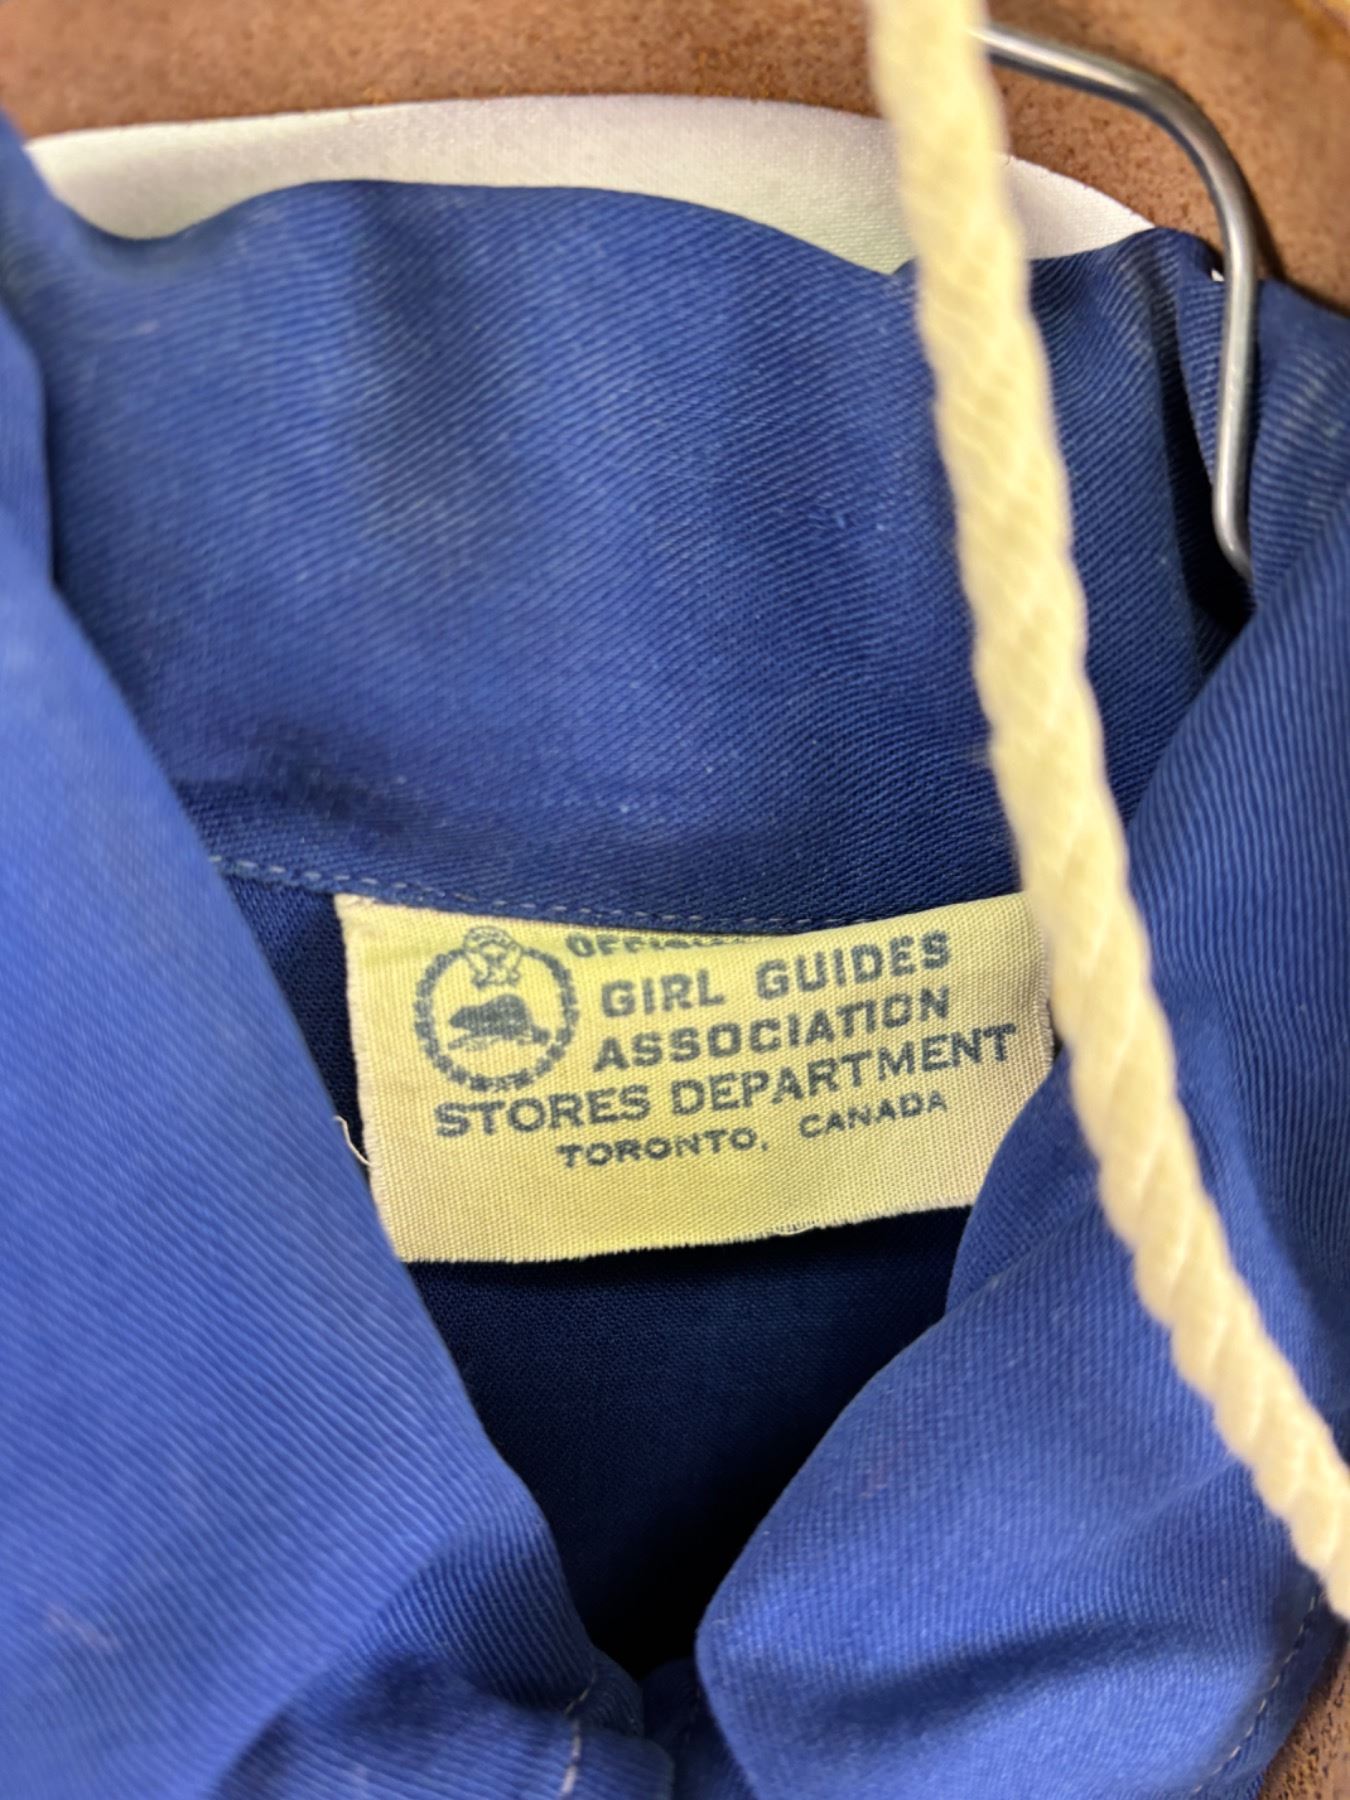 GIRL GUIDES
ASSOCIATION
STORES DEPARTMENT
TORONTO, CANADA